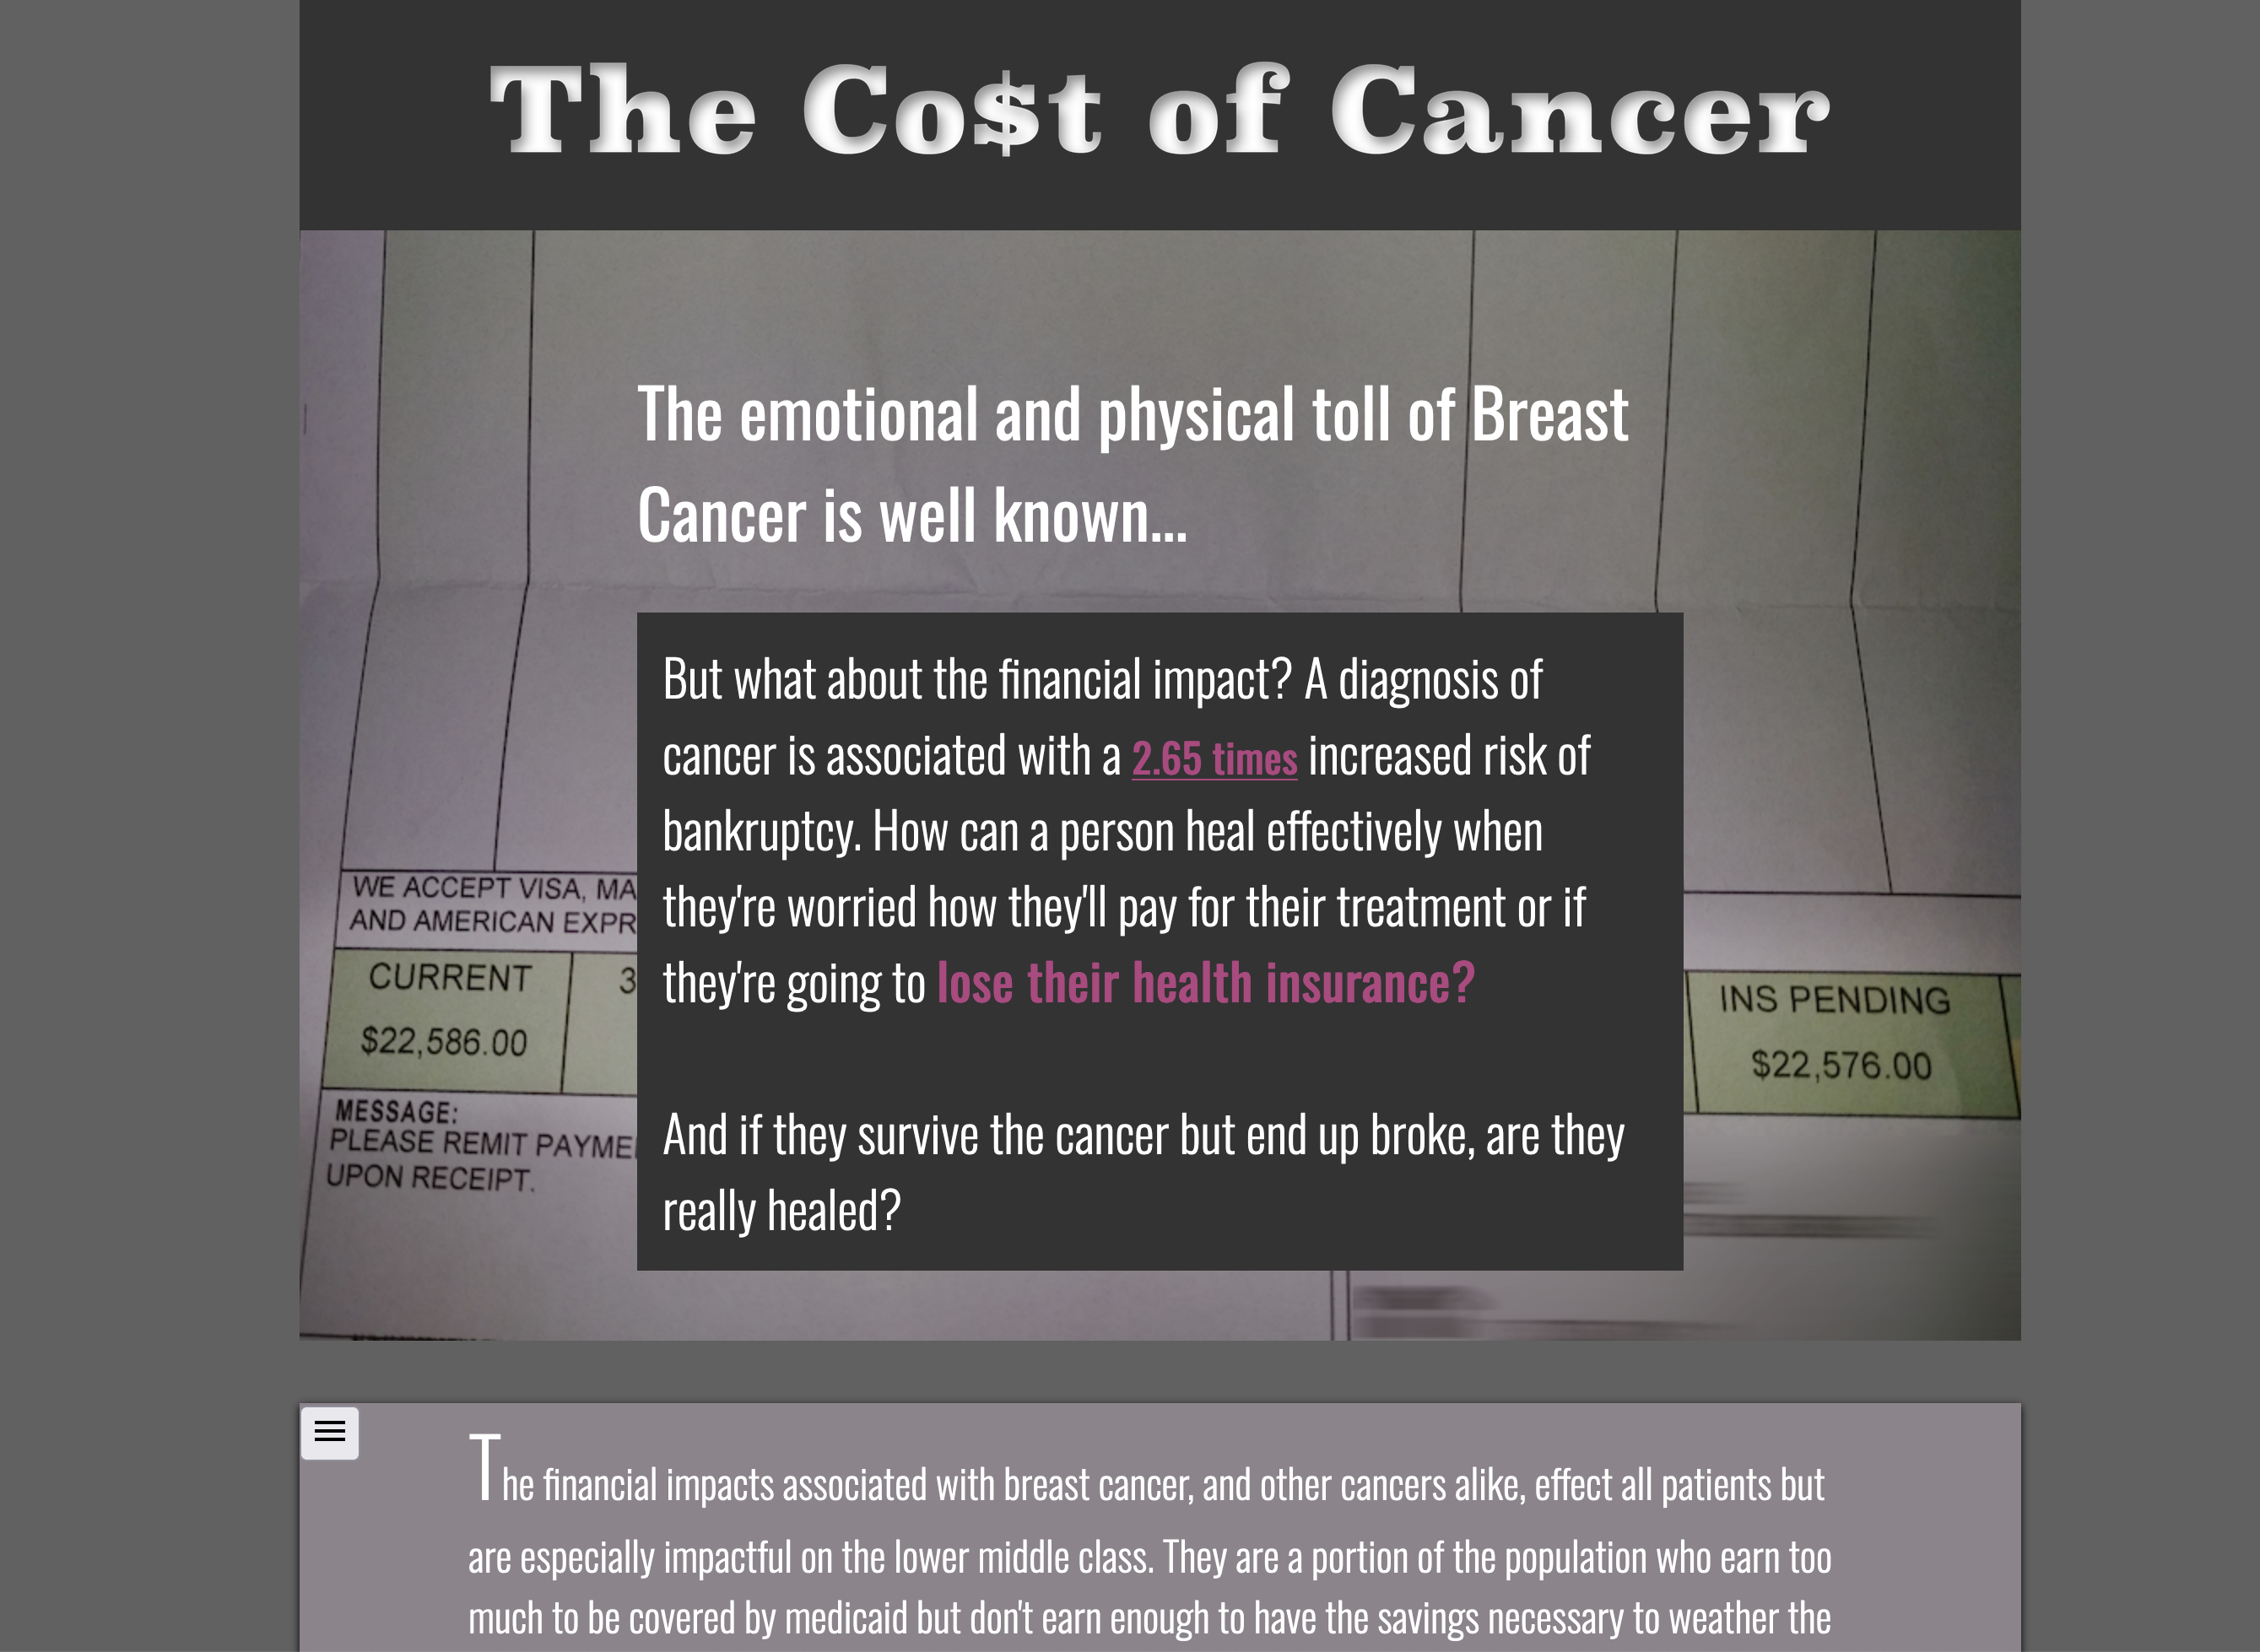 The Co$t of Cancer
The emotional and physical toll of Breast
Cancer is well known...
But what about the financial impact? A diagnosis of
cancer is associated with a 2.65 times increased risk of
bankruptcy. How can a person heal effectively when
they're worried how they'll pay for their treatment or if
they're going to lose their health insurance?
And if they survive the cancer but end up broke, are they
really healed?
WE ACCEPT VISA, MA
AND AMERICAN EXPR
CURRENT
3
$22,586.00
MESSAGE:
PLEASE REMIT PAYME
UPON RECEIPT.
INS PENDING
$22,576.00
The financial impacts associated with breast cancer, and other cancers alike, effect all patients but
are especially impactful on the lower middle class. They are a portion of the population who earn too
much to be covered by medicaid but don't earn enough to have the savings necessary to weather the